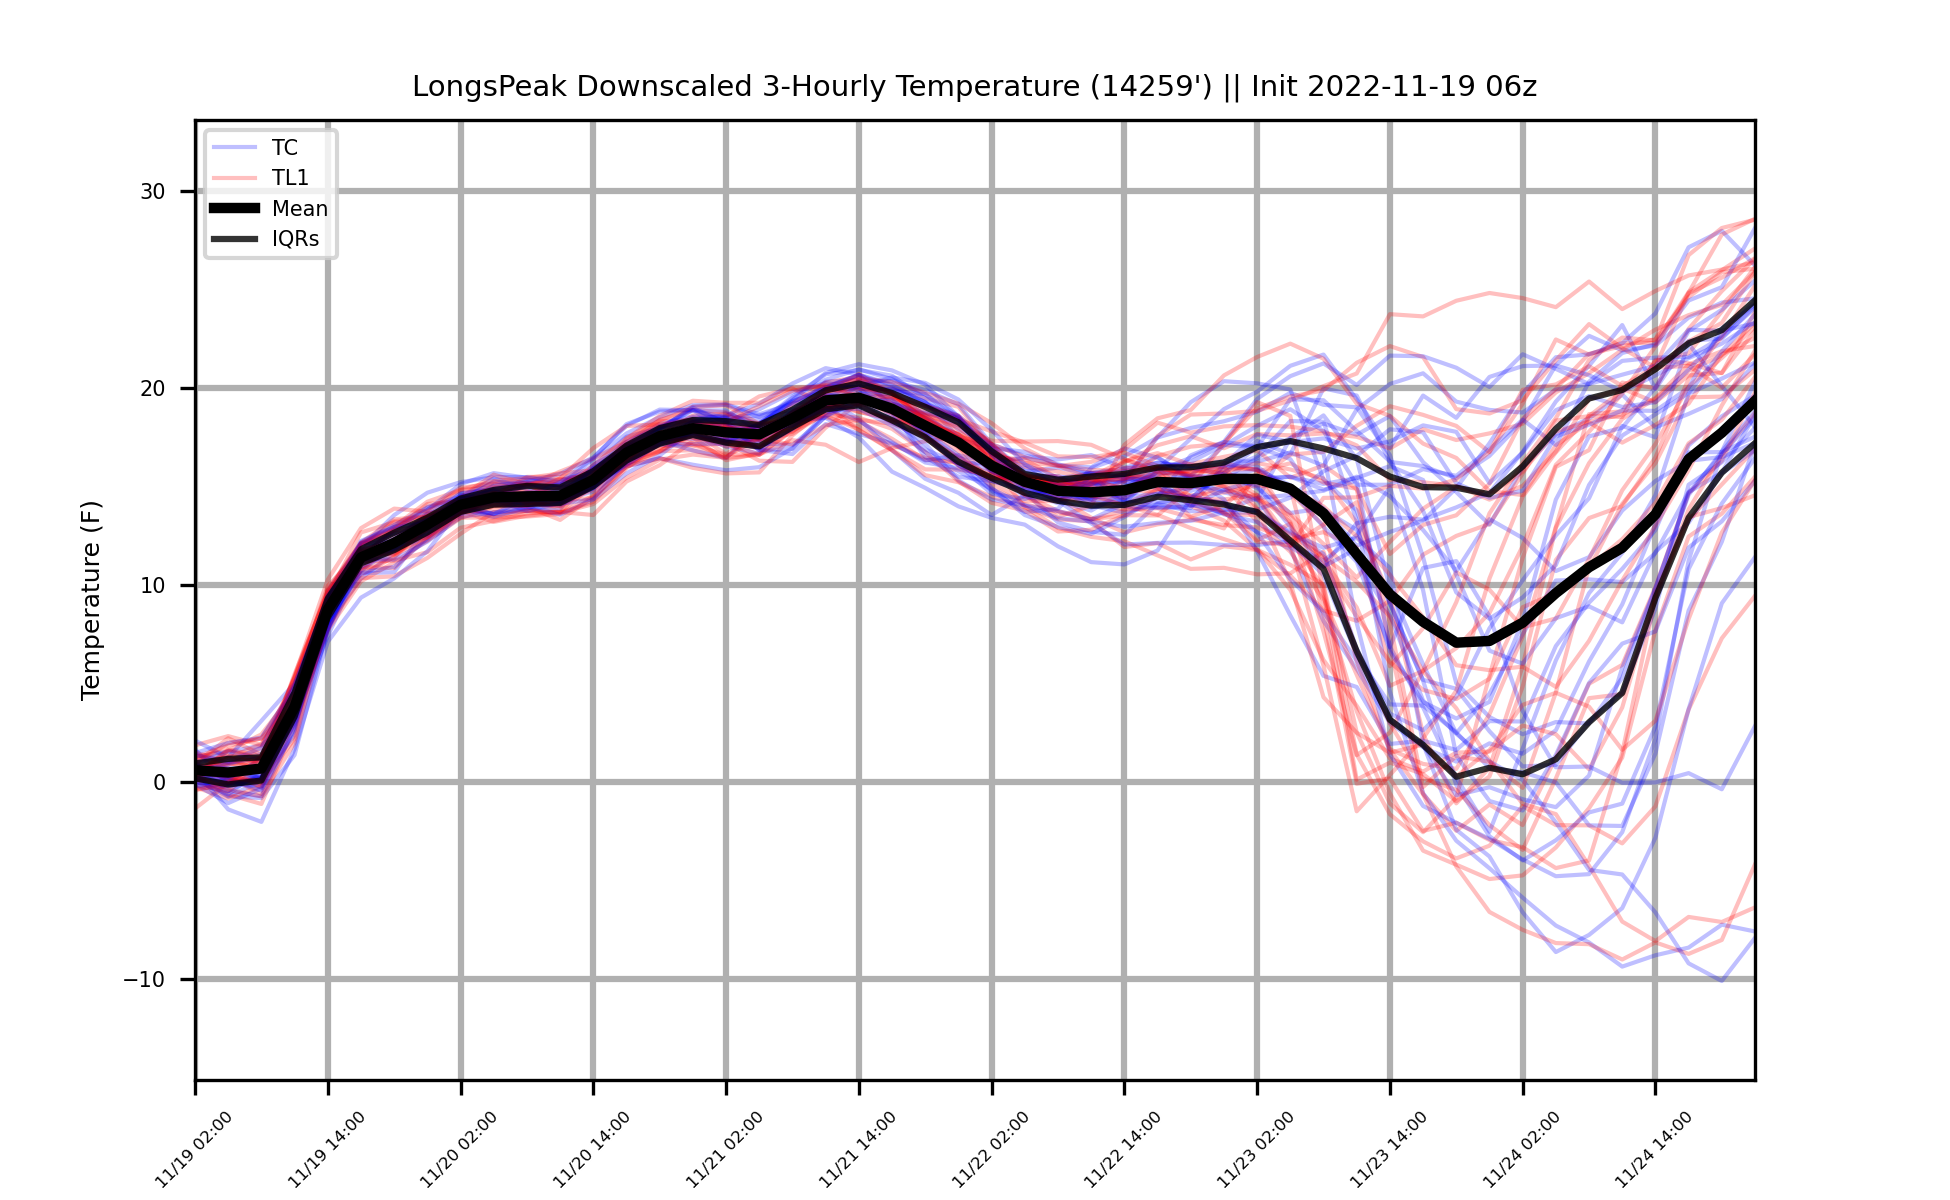 LongsPeak Downscaled 3-Hourly Temperature (14259') || Init 2022-11-19 06z
TC
TL1
Mean
IQRs
Temperature (F)
30
20
10
0
−10
11/19 02:00
11/19 14:00
11/20 02:00
11/20 14:00
11/21 02:00
11/21 14:00
11/22 02:00
11/22 14:00
11/23 02:00
11/23 14:00
11/24 02:00
11/24 14:00